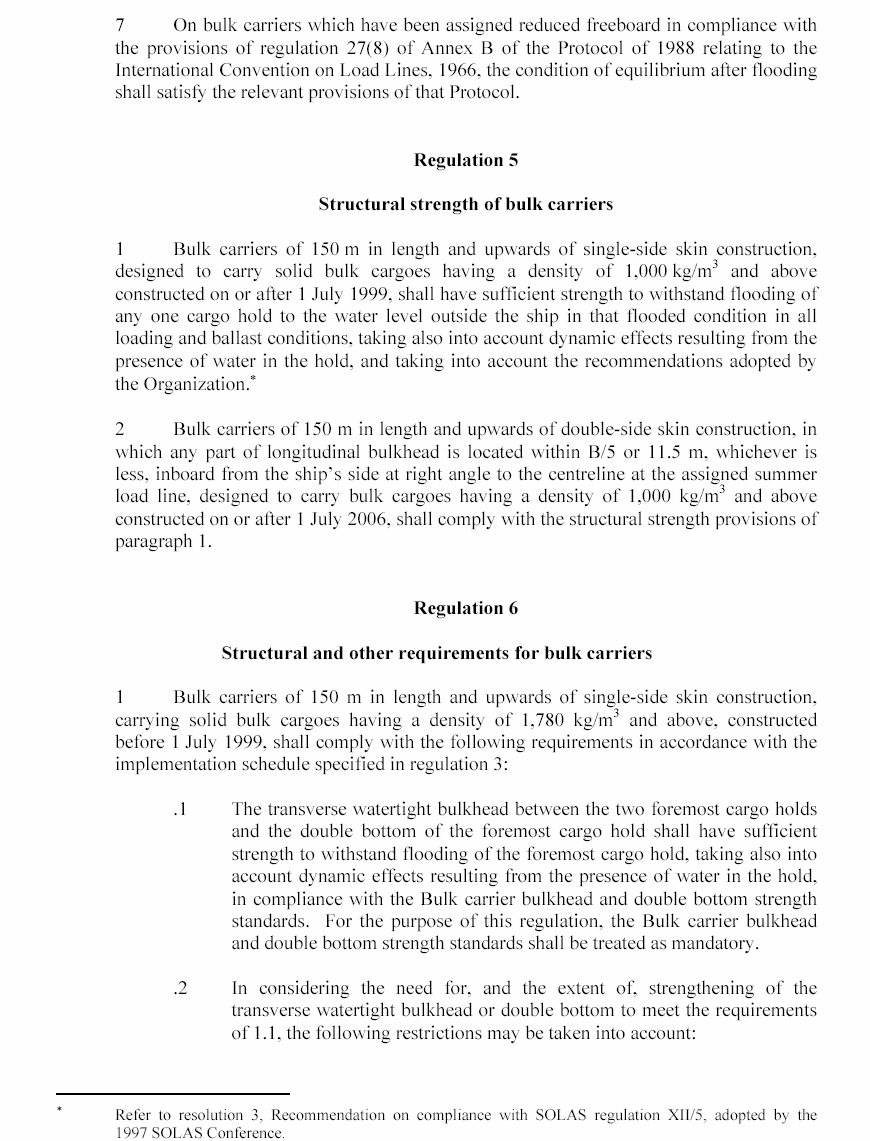 7 On bulk carriers which have been assigned reduced freeboard in compliance with
the provisions of regulation 27(8) of Annex B of the Protocol of 1988 relating to the
International Convention on Load Lines, 1966, the condition of equilibrium after flooding
shall satisfy the relevant provisions of that Protocol.
Regulation 5
Structural strength of bulk carriers
1 Bulk carriers of 150 m in length and upwards of single-side skin construction,
designed to carry solid bulk cargoes having a density of 1,000 kg/m³ and above
constructed on or after 1 July 1999, shall have sufficient strength to withstand flooding of
any one cargo hold to the water level outside the ship in that flooded condition in all
loading and ballast conditions, taking also into account dynamic effects resulting from the
presence of water in the hold, and taking into account the recommendations adopted by
the Organization.*
2 Bulk carriers of 150 m in length and upwards of double-side skin construction, in
which any part of longitudinal bulkhead is located within B/5 or 11.5 m, whichever is
less, inboard from the ship's side at right angle to the centreline at the assigned summer
load line, designed to carry bulk cargoes having a density of 1,000 kg/m³ and above
constructed on or after 1 July 2006, shall comply with the structural strength provisions of
paragraph 1.
Regulation 6
Structural and other requirements for bulk carriers
1 Bulk carriers of 150 m in length and upwards of single-side skin construction,
carrying solid bulk cargoes having a density of 1,780 kg/m³ and above, constructed
before 1 July 1999, shall comply with the following requirements in accordance with the
implementation schedule specified in regulation 3:
.1 The transverse watertight bulkhead between the two foremost cargo holds
and the double bottom of the foremost cargo hold shall have sufficient
strength to withstand flooding of the foremost cargo hold, taking also into
account dynamic effects resulting from the presence of water in the hold,
in compliance with the Bulk carrier bulkhead and double bottom strength
standards. For the purpose of this regulation, the Bulk carrier bulkhead
and double bottom strength standards shall be treated as mandatory.
.2 In considering the need for, and the extent of, strengthening of the
transverse watertight bulkhead or double bottom to meet the requirements
of 1.1, the following restrictions may be taken into account:
* Refer to resolution 3, Recommendation on compliance with SOLAS regulation XII/5, adopted by the
1997 SOLAS Conference.